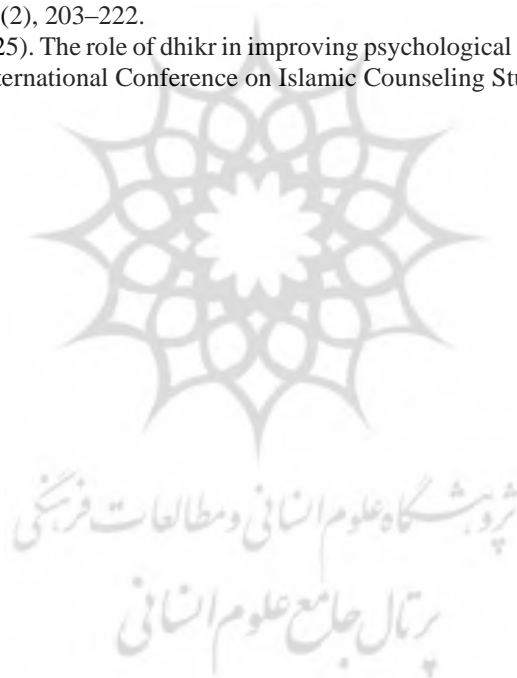 (2), 203–222.
25). The role of dhikr in improving psychological
ternational Conference on Islamic Counseling Stu
پژوهشگاه علوم انسانی و مطالعات فرهنگی
پرتال جامع علوم انسانی